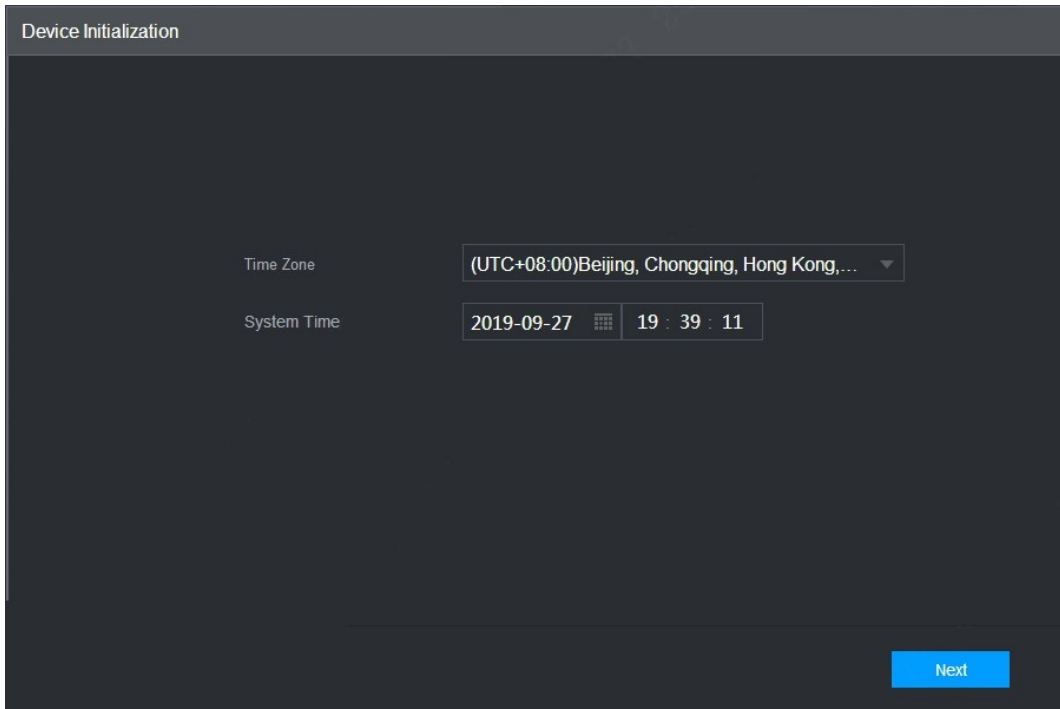 Device Initialization
Time Zone (UTC+08:00)Beijing, Chongqing, Hong Kong,...
System Time 2019-09-27 19 : 39 : 11
Next